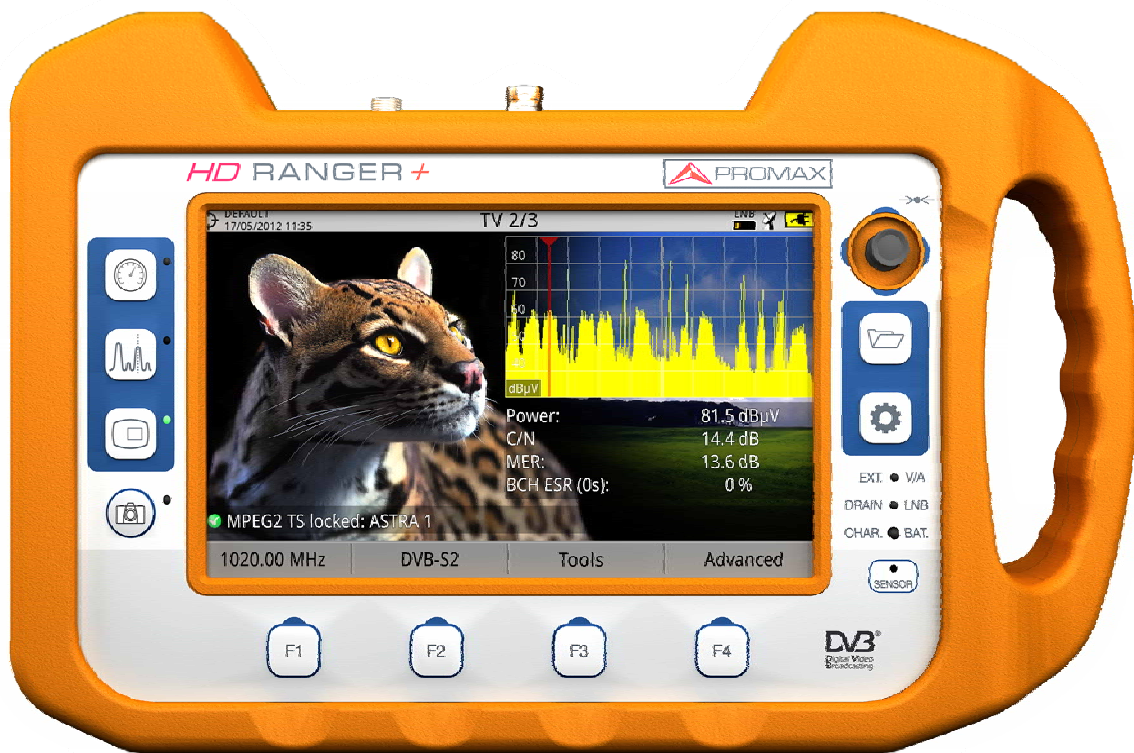 HD RANGER +
PROMAX
DEFAULT
17/05/2012 11:35
TV 2/3
LNB
80
70
60
40
dBµV
Power: 81.5 dBµV
C/N 14.4 dB
MER: 13.6 dB
BCH ESR (0s): 0 %
MPEG2 TS locked: ASTRA 1
1020.00 MHz DVB-S2 Tools Advanced
EXT. V/A
DRAIN LNB
CHAR. BAT.
SENSOR
F1 F2 F3 F4
DVB®
Digital Video
Broadcasting